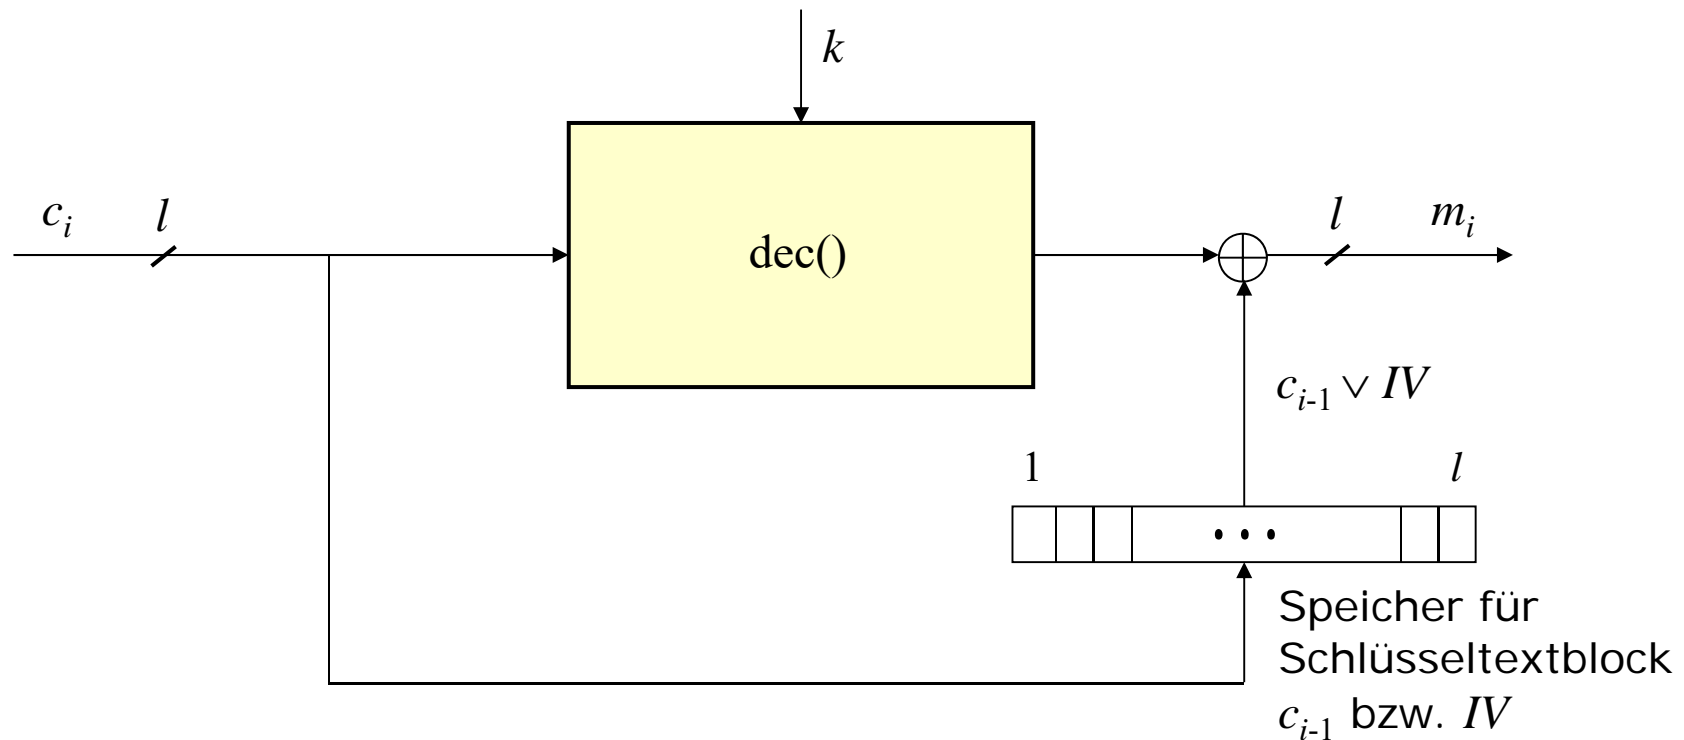 k
c_i l
dec()
l m_i
c_{i-1} ∨ IV
1 l
• • •
Speicher für
Schlüsseltextblock
c_{i-1} bzw. IV